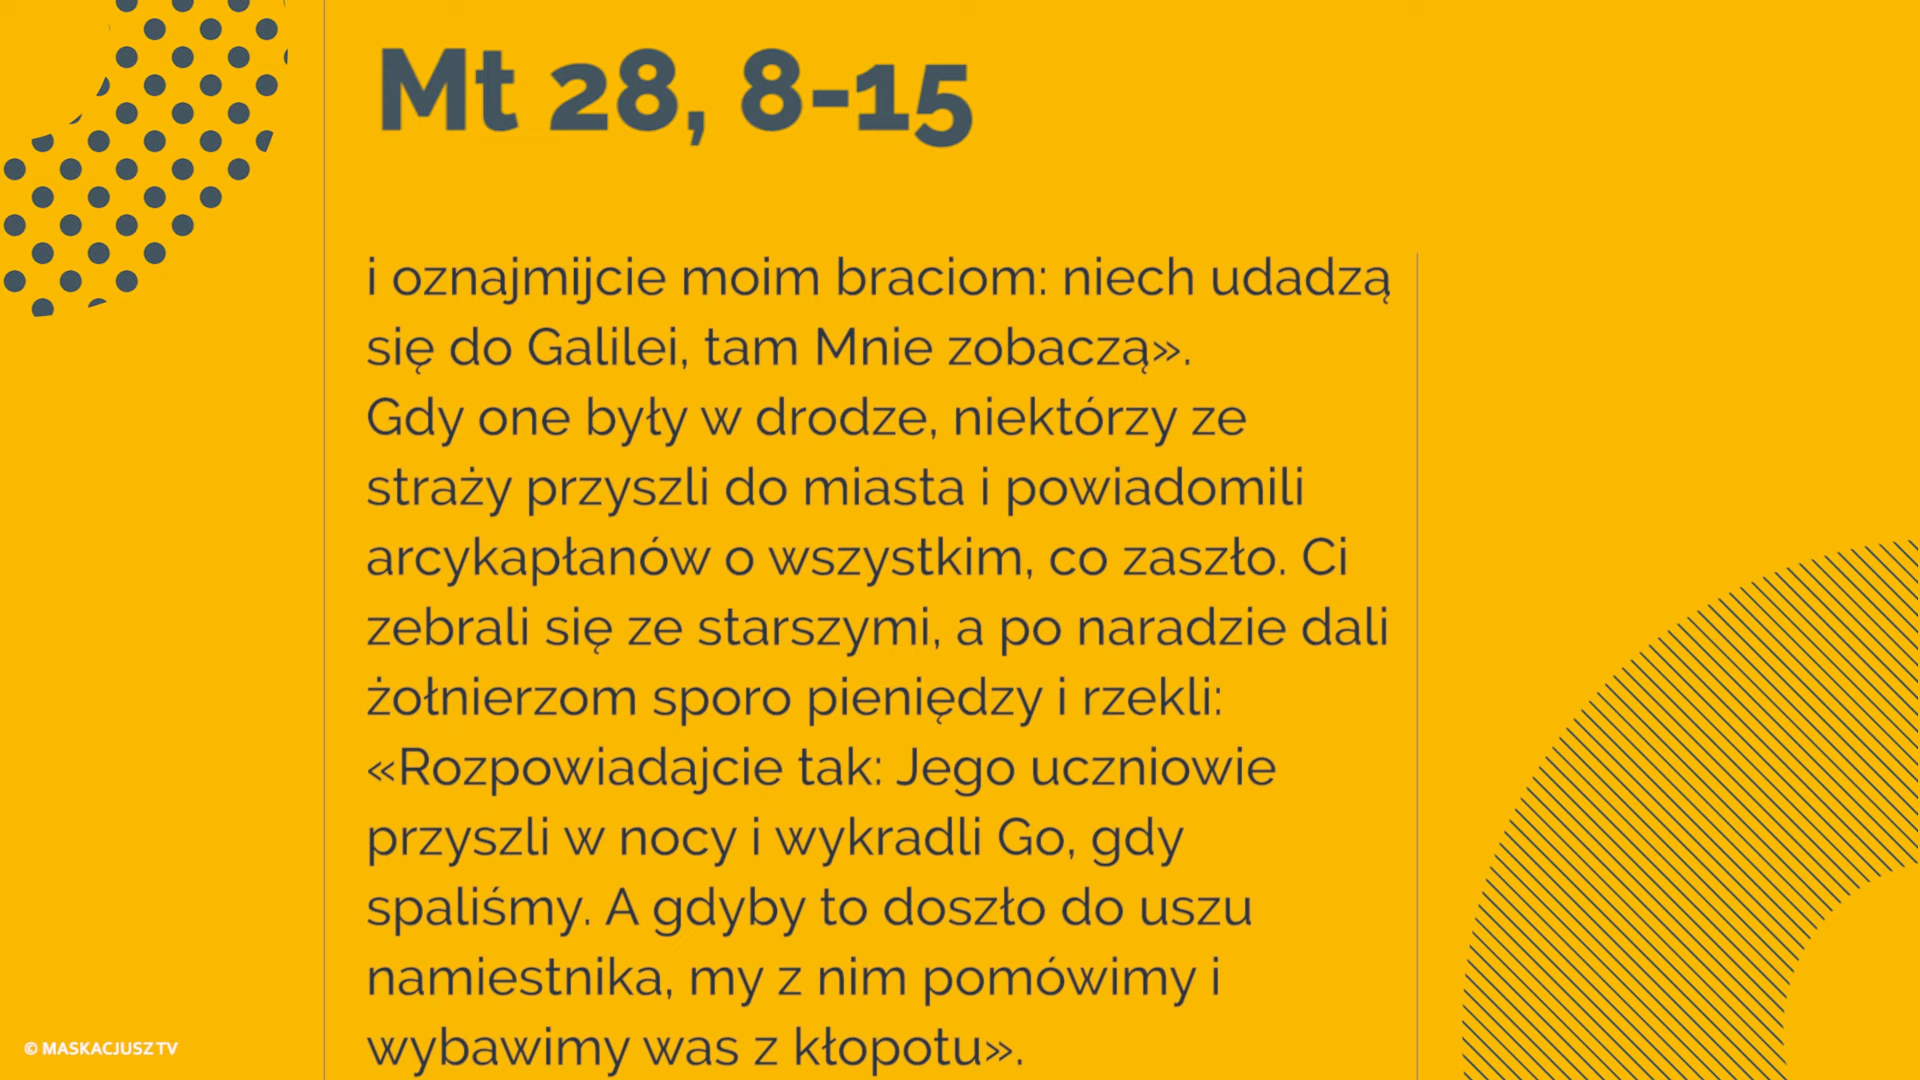 Mt 28, 8-15
i oznajmijcie moim braciom: niech udadzą
się do Galilei, tam Mnie zobaczą».
Gdy one były w drodze, niektórzy ze
straży przyszli do miasta i powiadomili
arcykapłanów o wszystkim, co zaszło. Ci
zebrali się ze starszymi, a po naradzie dali
żołnierzom sporo pieniędzy i rzekli:
«Rozpowiadajcie tak: Jego uczniowie
przyszli w nocy i wykradli Go, gdy
spaliśmy. A gdyby to doszło do uszu
namiestnika, my z nim pomówimy i
wybawimy was z kłopotu».
© MASKACJUSZ TV